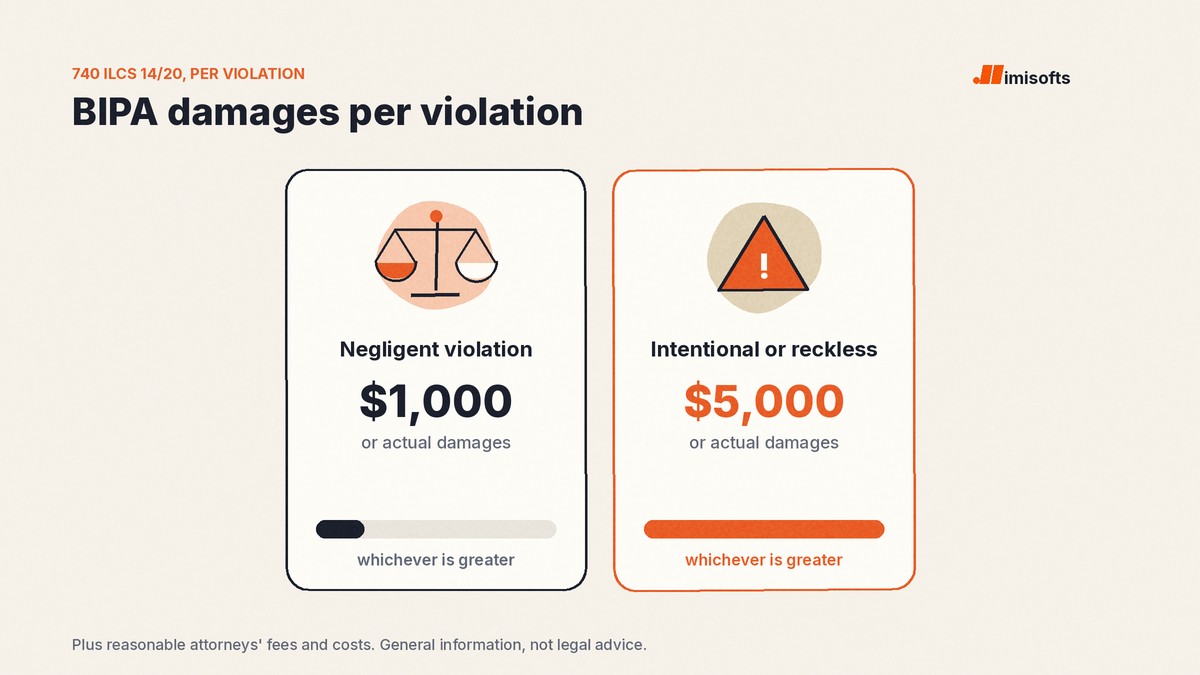 740 ILCS 14/20, PER VIOLATION
imisofts
BIPA damages per violation
Negligent violation
$1,000
or actual damages
whichever is greater
!
Intentional or reckless
$5,000
or actual damages
whichever is greater
Plus reasonable attorneys' fees and costs. General information, not legal advice.